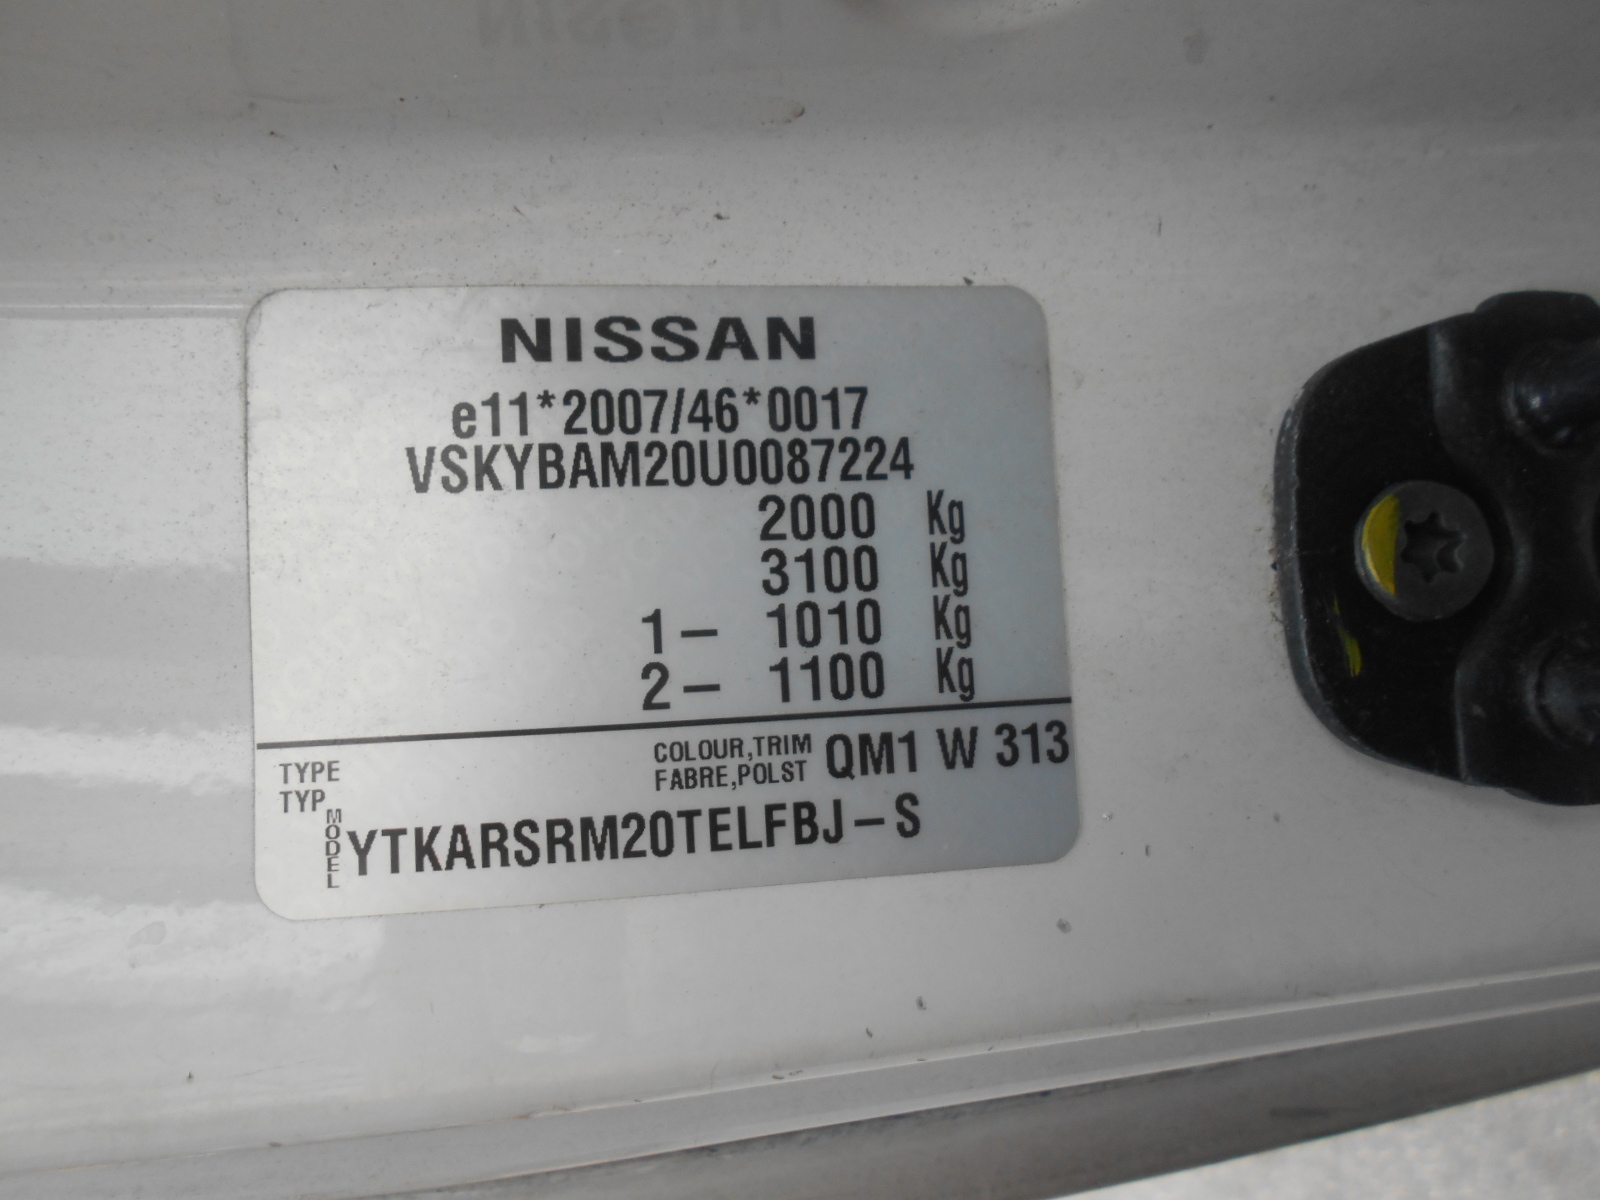 NISSAN
e11*2007/46*0017
VSKYBAM20U0087224
2000 Kg
3100 Kg
1- 1010 Kg
2- 1100 Kg
TYPE
TYP
COLOUR,TRIM
FABRE,POLST
QM1 W 313
MODEL
YTKARSRM20TELFBJ-S